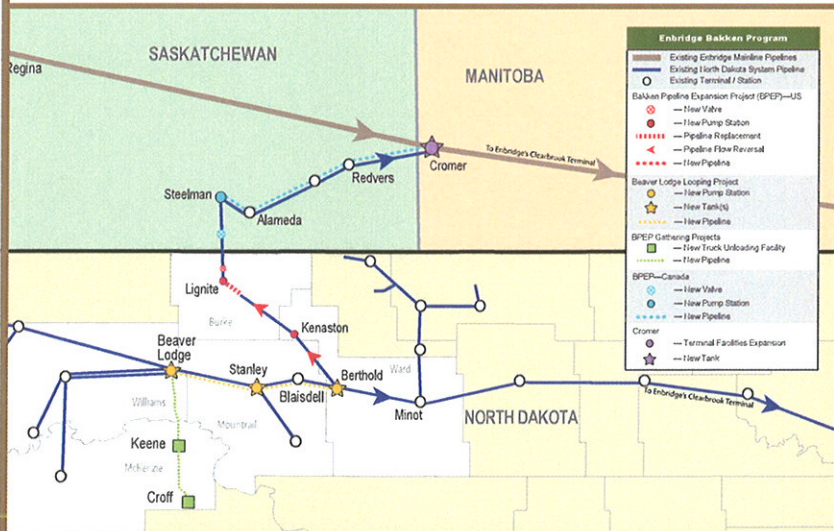 SASKATCHEWAN
MANITOBA
Regina
To Enbridge's Clearbrook Terminal
Cromer
Redvers
Steelman
Alameda
Lignite
Burke
Kenaston
Beaver
Lodge
Stanley
Blaisdell
Berthold
Ward
Minot
NORTH DAKOTA
To Enbridge's Clearbrook Terminal
Williams
Mountrail
Keene
McKenzie
Croff
Enbridge Bakken Program
Existing Enbridge Mainline Pipelines
Existing North Dakota System Pipeline
Existing Terminal / Station
Bakken Pipeline Expansion Project (BPEP)—US
— New Valve
— New Pump Station
— Pipeline Replacement
— Pipeline Flow Reversal
— New Pipeline
Beaver Lodge Looping Project
— New Pump Station
— New Tank(s)
— New Pipeline
BPEP Gathering Projects
— New Truck Unloading Facility
— New Pipeline
BPEP—Canada
— New Valve
— New Pump Station
— New Pipeline
Cromer
— Terminal Facilities Expansion
— New Tank